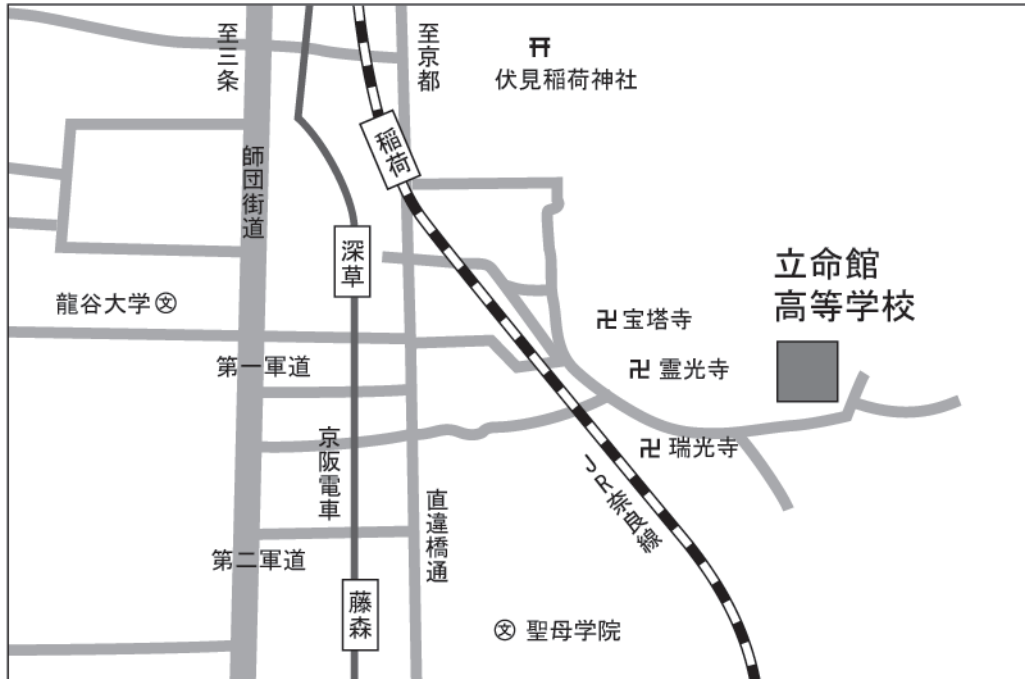 至三条
至京都
伏見稲荷神社
稲荷
師団街道
深草
立命館
高等学校
龍谷大学㊛
宝塔寺
第一軍道
霊光寺
瑞光寺
京阪電車
JR奈良線
直違橋通
第二軍道
藤森
文 聖母学院